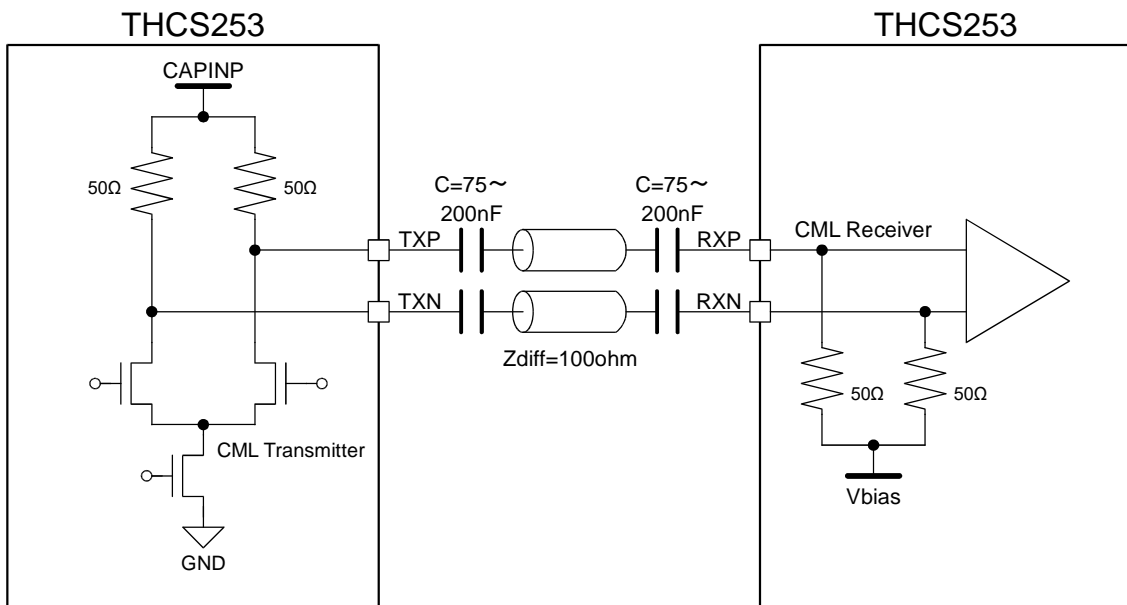 THCS253
THCS253
CAPINP
50Ω
50Ω
C=75～
200nF
C=75～
200nF
TXP
RXP
CML Receiver
TXN
RXN
Zdiff=100ohm
50Ω
50Ω
CML Transmitter
Vbias
GND